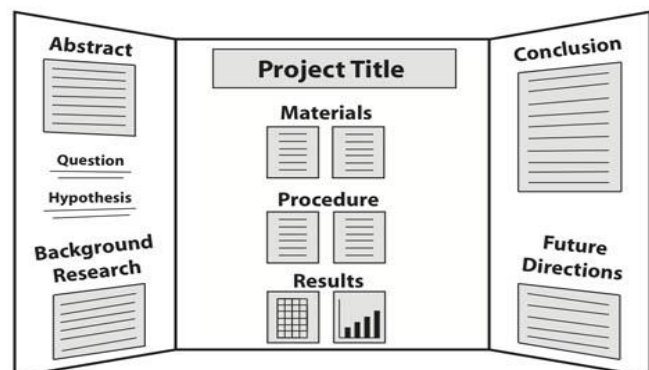 Abstract
Question
Hypothesis
Background
Research
Project Title
Materials
Procedure
Results
Conclusion
Future
Directions